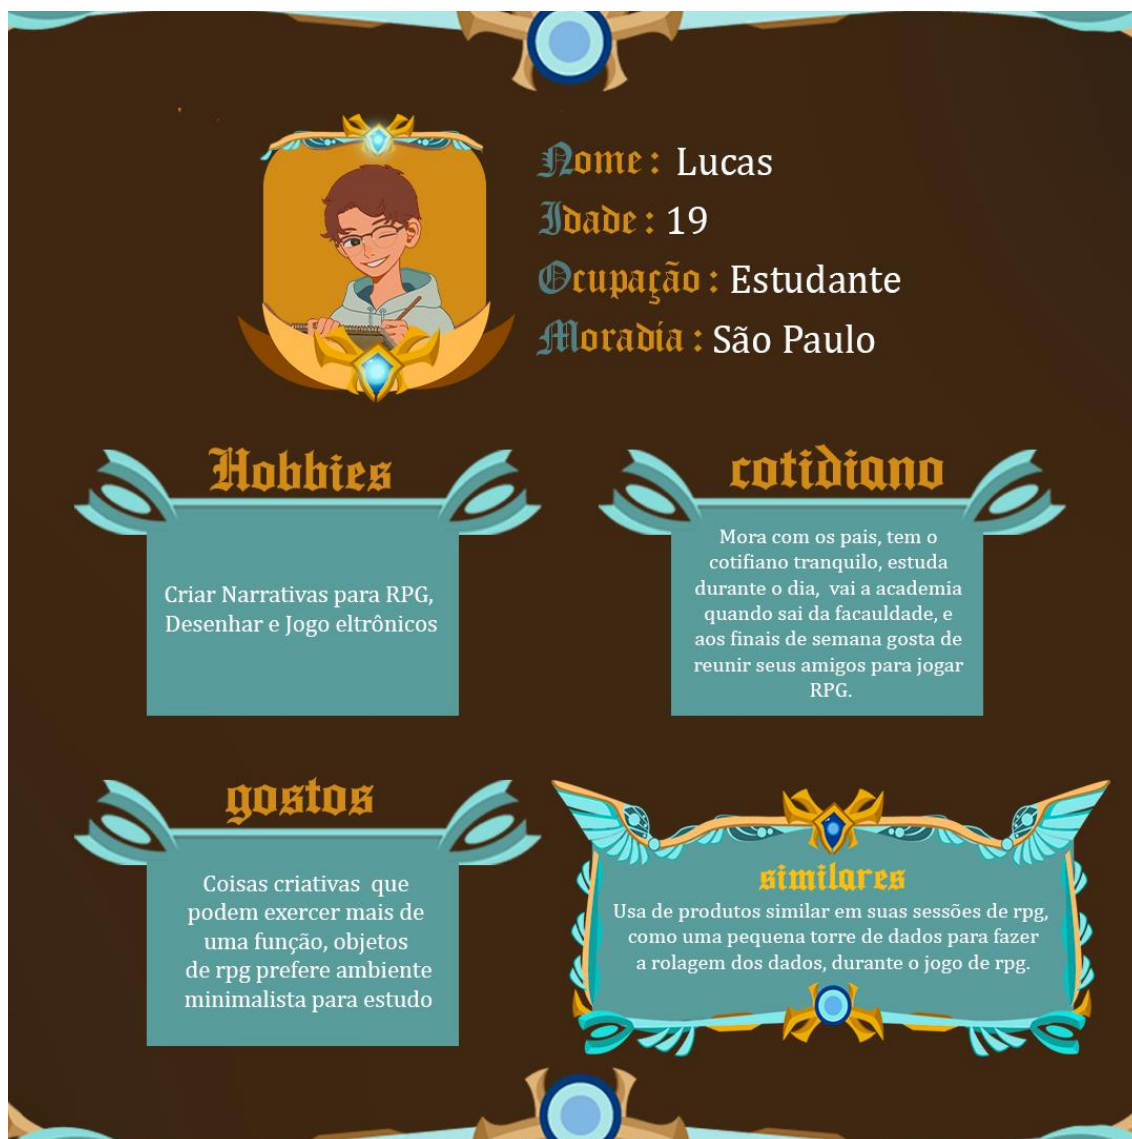 Nome : Lucas
Idade : 19
Ocupação : Estudante
Moradia : São Paulo
Hobbies
Criar Narrativas para RPG,
Desenhar e Jogo eltrônicos
cotidiano
Mora com os pais, tem o
cotifiano tranquilo, estuda
durante o dia, vai a academia
quando sai da facauldade, e
aos finais de semana gosta de
reunir seus amigos para jogar
RPG.
gostos
Coisas criativas que
podem exercer mais de
uma função, objetos
de rpg prefere ambiente
minimalista para estudo
similares
Usa de produtos similar em suas sessões de rpg,
como uma pequena torre de dados para fazer
a rolagem dos dados, durante o jogo de rpg.